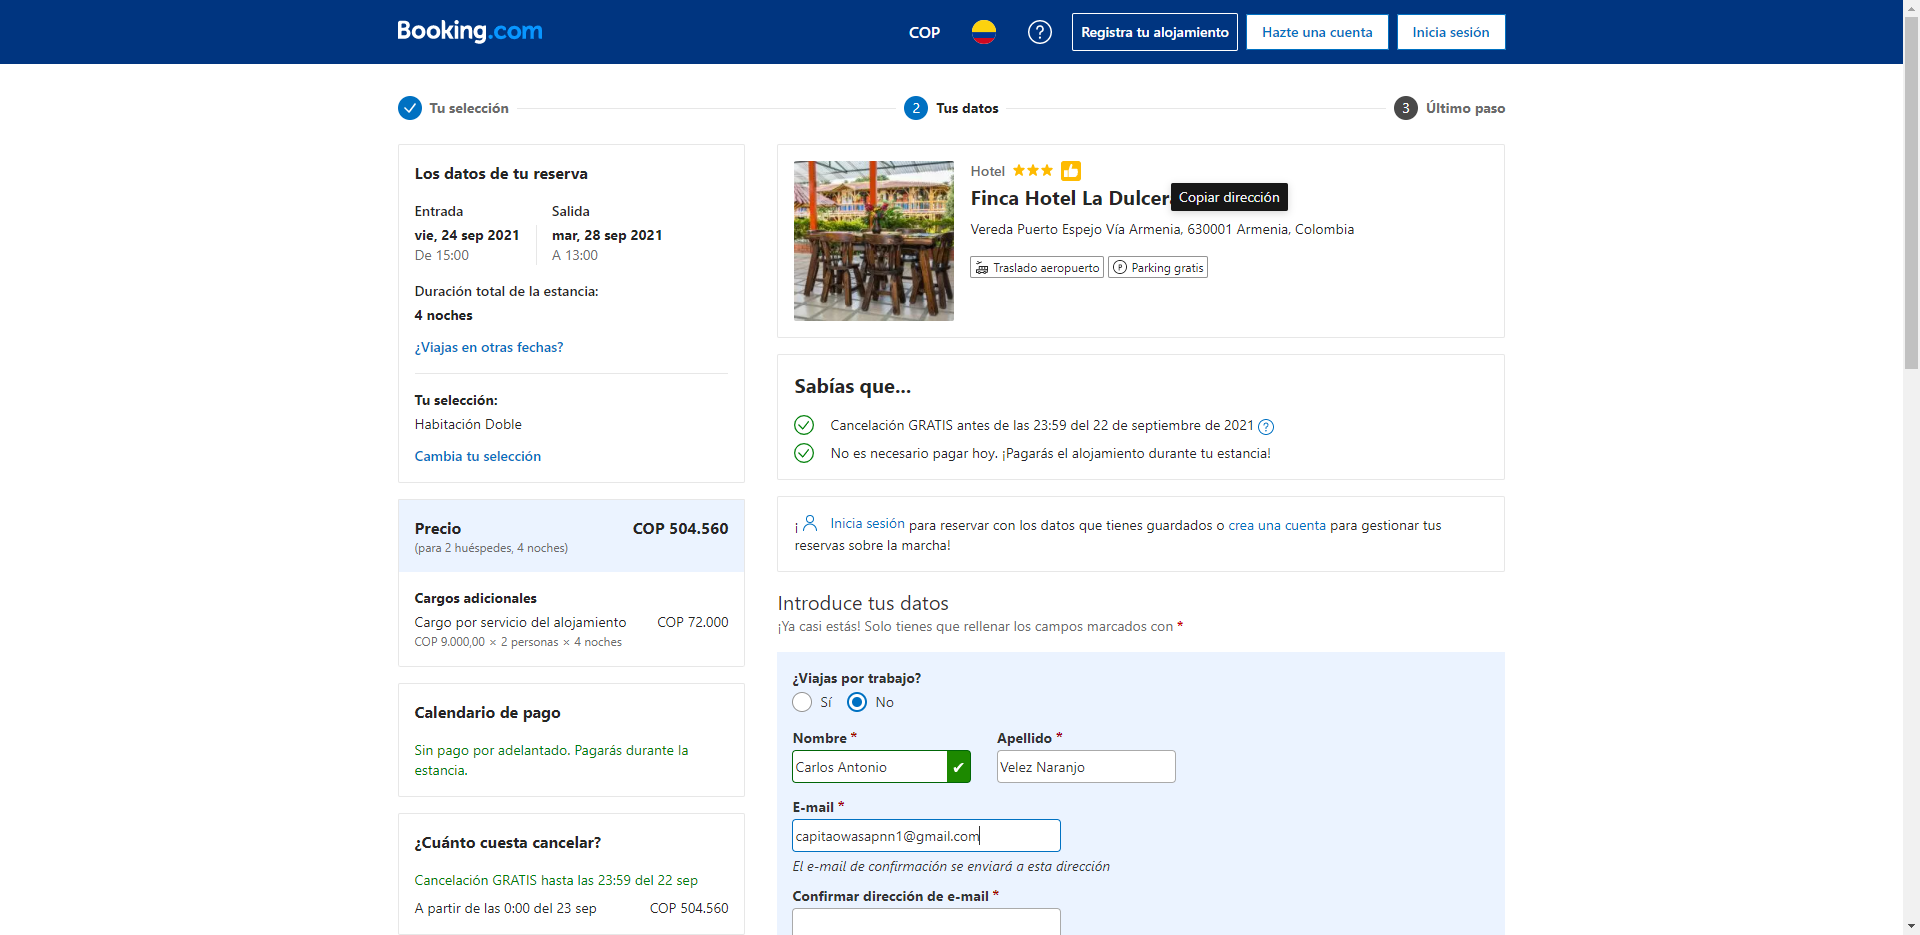 Booking.com
COP
?
Registra tu alojamiento
Hazte una cuenta
Inicia sesión
Tu selección
2 Tus datos
3 Último paso
Los datos de tu reserva
Entrada
vie, 24 sep 2021
De 15:00
Salida
mar, 28 sep 2021
A 13:00
Duración total de la estancia:
4 noches
¿Viajas en otras fechas?
Tu selección:
Habitación Doble
Cambia tu selección
Precio COP 504.560
(para 2 huéspedes, 4 noches)
Cargos adicionales
Cargo por servicio del alojamiento COP 72.000
COP 9.000,00 × 2 personas × 4 noches
Calendario de pago
Sin pago por adelantado. Pagarás durante la
estancia.
¿Cuánto cuesta cancelar?
Cancelación GRATIS hasta las 23:59 del 22 sep
A partir de las 0:00 del 23 sep COP 504.560
Hotel
Finca Hotel La
Copiar dirección
Vereda Puerto Espejo Vía Armenia, 630001 Armenia, Colombia
Traslado aeropuerto
P Parking gratis
Sabías que...
Cancelación GRATIS antes de las 23:59 del 22 de septiembre de 2021 ?
No es necesario pagar hoy. ¡Pagarás el alojamiento durante tu estancia!
¡ Inicia sesión para reservar con los datos que tienes guardados o crea una cuenta para gestionar tus
reservas sobre la marcha!
Introduce tus datos
¡Ya casi estás! Solo tienes que rellenar los campos marcados con *
¿Viajas por trabajo?
Sí No
Nombre *
Carlos Antonio
Apellido *
Velez Naranjo
E-mail *
capitaowasapnn1@gmail.com
El e-mail de confirmación se enviará a esta dirección
Confirmar dirección de e-mail *